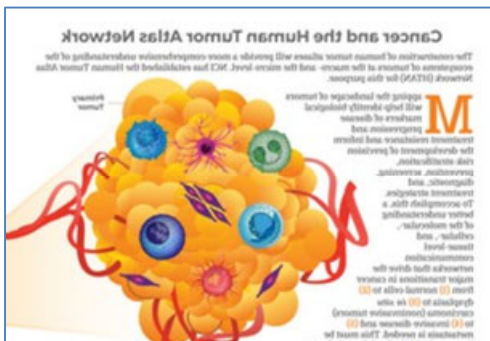 Cancer and the Human Tumor Atlas Network
The construction of human tumor atlases will provide a more comprehensive understanding of the
ecosystems of tumors at the macro- and the micro level. NCI has established the Human Tumor Atlas
Network (HTAN) for this purpose.
Primary
Tumor
Mapping the landscape of tumors
will help identify biological
markers of disease
progression and
treatment resistance and inform
the development of precision
risk stratification,
prevention, screening,
diagnostic, and
treatment strategies.
To accomplish this, a
better understanding
of the molecular-,
cellular-, and
tissue-level
communication
networks that drive the
major transitions in cancer
from (1) normal cells to (2)
dysplasia to (3) in situ
carcinoma (noninvasive tumors)
to (4) invasive disease and (5)
metastasis is needed. This must be